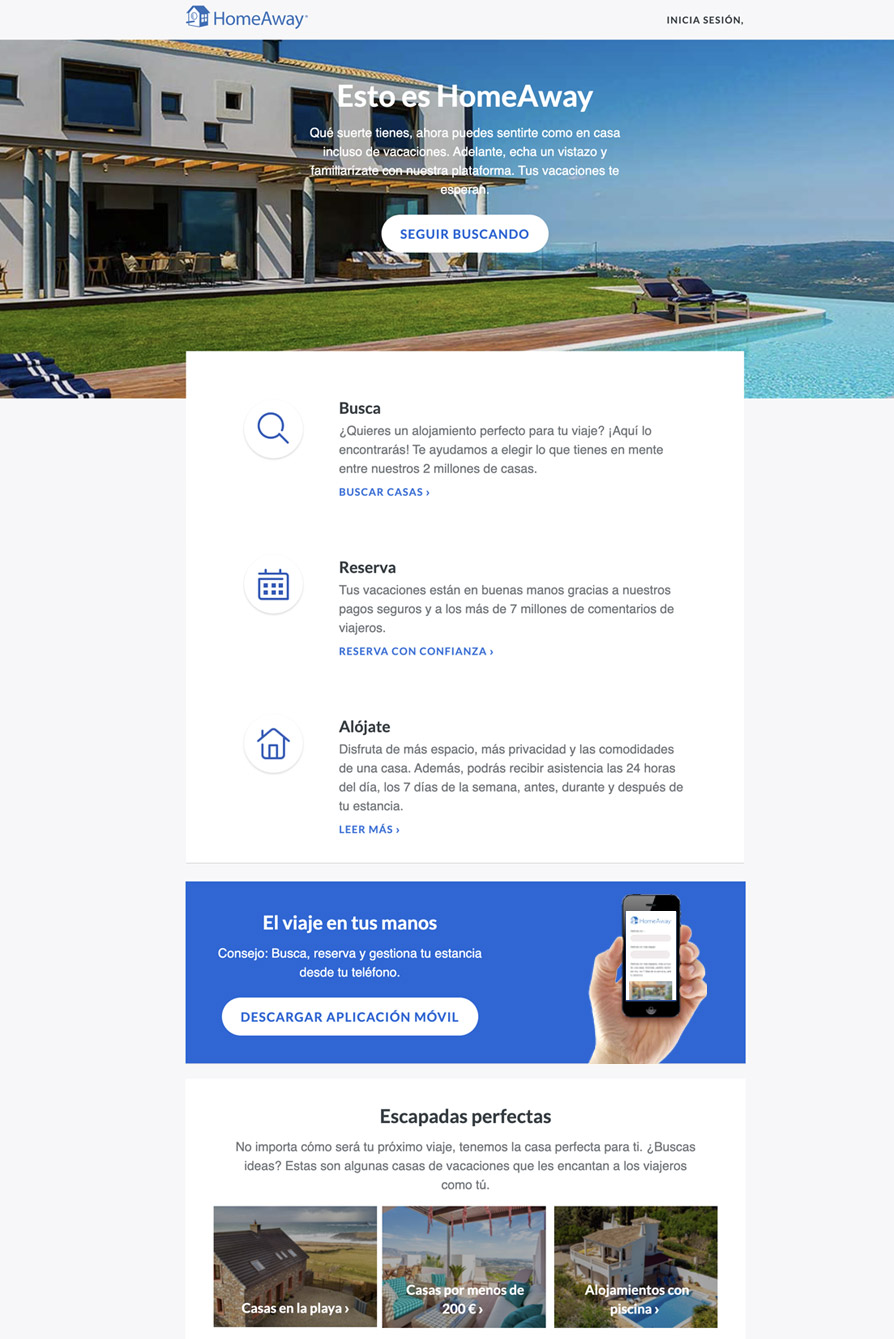 HomeAway
INICIA SESIÓN,
Esto es HomeAway
Qué suerte tienes, ahora puedes sentirte como en casa
incluso de vacaciones. Adelante, echa un vistazo y
familiarízate con nuestra plataforma. Tus vacaciones te
esperan.
SEGUIR BUSCANDO
Busca
¿Quieres un alojamiento perfecto para tu viaje? ¡Aquí lo
encontrarás! Te ayudamos a elegir lo que tienes en mente
entre nuestros 2 millones de casas.
BUSCAR CASAS ›
Reserva
Tus vacaciones están en buenas manos gracias a nuestros
pagos seguros y a los más de 7 millones de comentarios de
viajeros.
RESERVA CON CONFIANZA ›
Alójate
Disfruta de más espacio, más privacidad y las comodidades
de una casa. Además, podrás recibir asistencia las 24 horas
del día, los 7 días de la semana, antes, durante y después de
tu estancia.
LEER MÁS ›
El viaje en tus manos
Consejo: Busca, reserva y gestiona tu estancia
desde tu teléfono.
DESCARGAR APLICACIÓN MÓVIL
HomeAway
Escapadas perfectas
No importa cómo será tu próximo viaje, tenemos la casa perfecta para ti. ¿Buscas
ideas? Estas son algunas casas de vacaciones que les encantan a los viajeros
como tú.
Casas en la playa ›
Casas por menos de
200 € ›
Alojamientos con
piscina ›